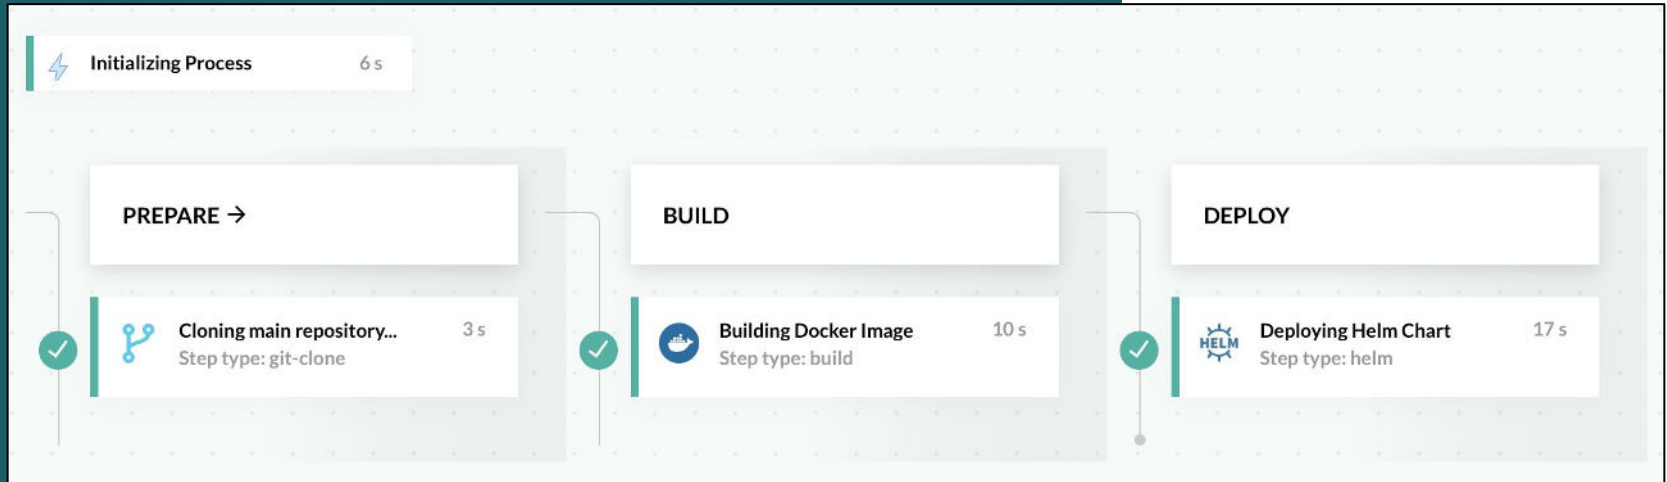 Initializing Process 6 s
PREPARE →
Cloning main repository... 3 s
Step type: git-clone
BUILD
Building Docker Image 10 s
Step type: build
DEPLOY
HELM
Deploying Helm Chart 17 s
Step type: helm